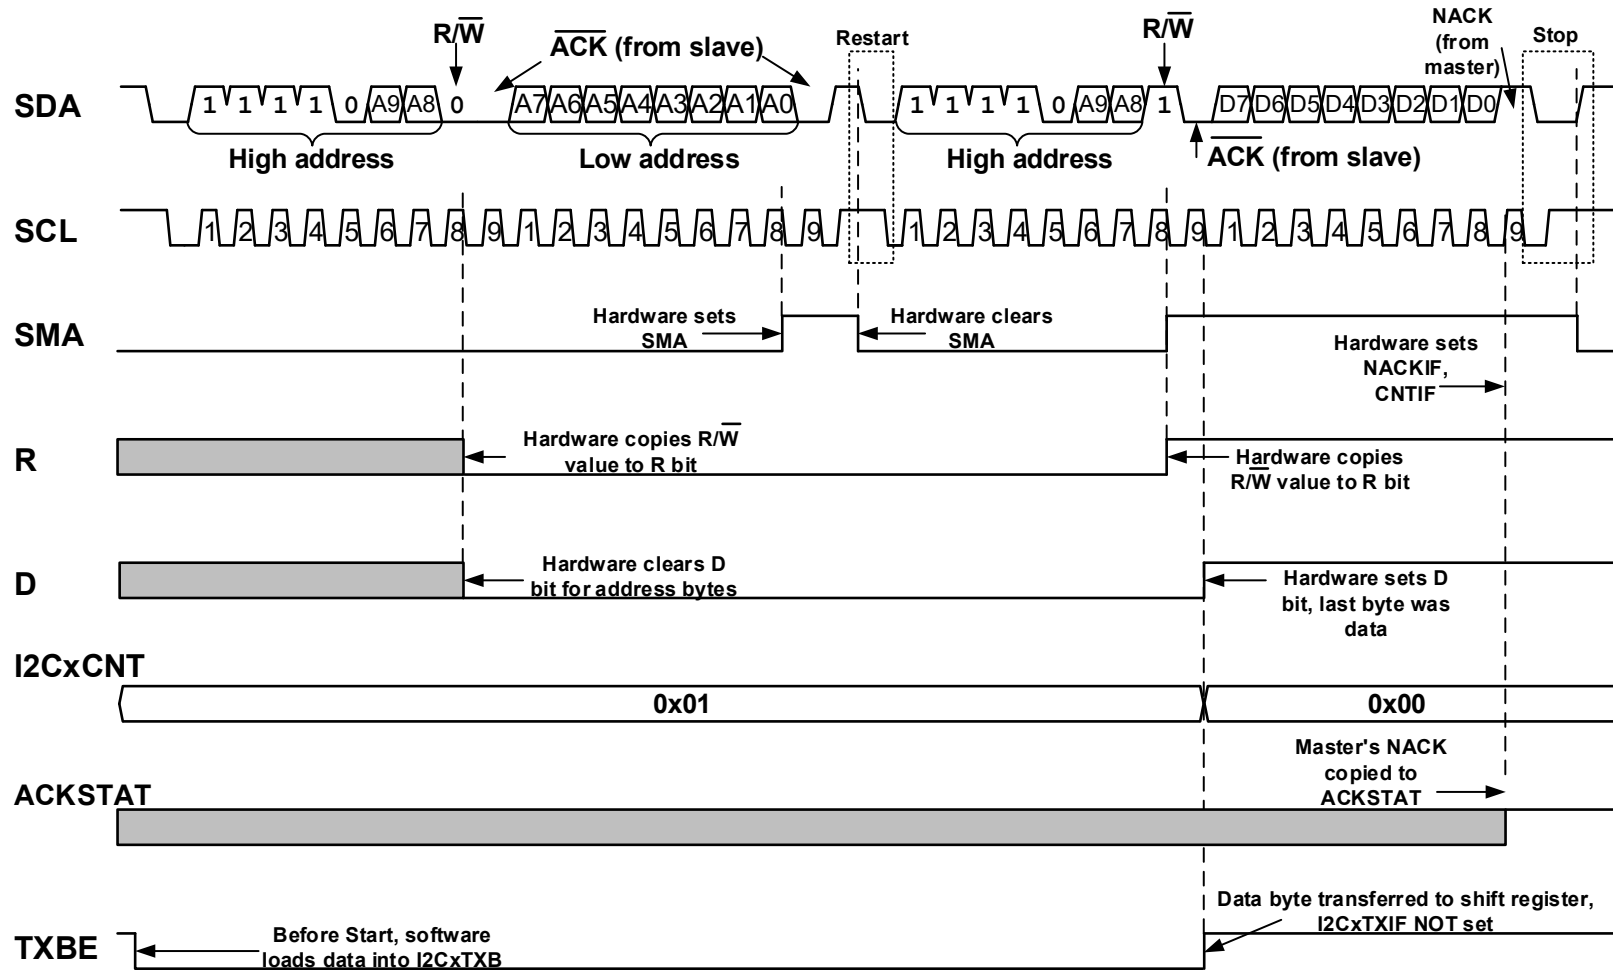 R/W
ACK (from slave)
Restart
R/W
NACK
(from
master)
Stop
SDA
1 1 1 1 0 A9 A8 0 A7 A6 A5 A4 A3 A2 A1 A0 1 1 1 1 0 A9 A8 1 D7 D6 D5 D4 D3 D2 D1 D0
High address
Low address
High address
ACK (from slave)
SCL
1 2 3 4 5 6 7 8 9 1 2 3 4 5 6 7 8 9 1 2 3 4 5 6 7 8 9 1 2 3 4 5 6 7 8 9
SMA
Hardware sets
SMA
Hardware clears
SMA
Hardware sets
NACKIF,
CNTIF
R
Hardware copies R/W
value to R bit
Hardware copies
R/W value to R bit
D
Hardware clears D
bit for address bytes
Hardware sets D
bit, last byte was
data
I2CxCNT
0x01
0x00
ACKSTAT
Master's NACK
copied to
ACKSTAT
TXBE
Before Start, software
loads data into I2CxTXB
Data byte transferred to shift register,
I2CxTXIF NOT set